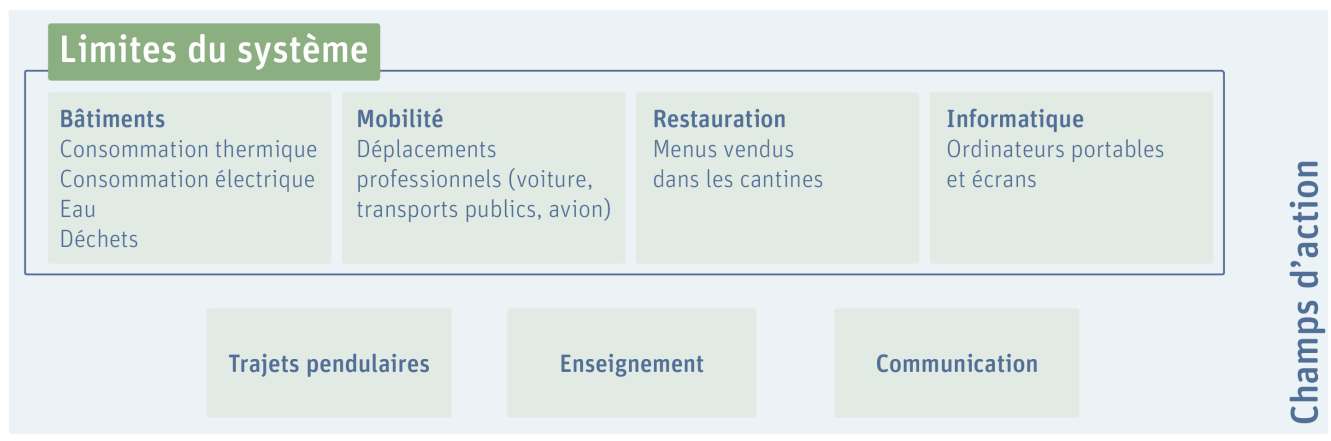 Limites du système
Bâtiments
Consommation thermique
Consommation électrique
Eau
Déchets
Mobilité
Déplacements
professionnels (voiture,
transports publics, avion)
Restauration
Menus vendus
dans les cantines
Informatique
Ordinateurs portables
et écrans
Trajets pendulaires
Enseignement
Communication
Champs d’action